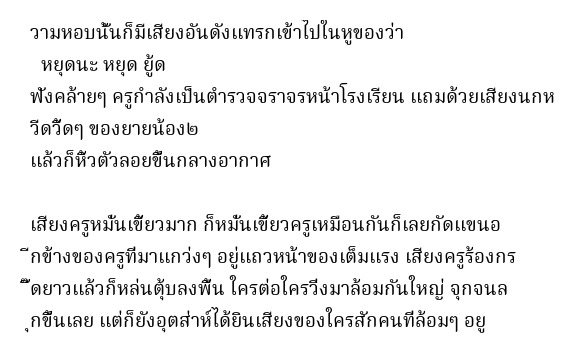 วามหอบนั้นก็มีเสียงอันดังแทรกเข้าไปในหูของว่า
หยุดนะ หยุด ยู้ด
ฟังคล้ายๆ ครูกำลังเป็นตำรวจจราจรหน้าโรงเรียน แถมด้วยเสียงนกห
วีดวี้ดๆ ของยายน้อง๒
แล้วก็หิ้วตัวลอยขึ้นกลางอากาศ
เสียงครูหมั่นเขี้ยวมาก ก็หมั่นเขี้ยวครูเหมือนกันก็เลยกัดแขนอ
ีกข้างของครูที่มาแกว่งๆ อยู่แถวหน้าของเต็มแรง เสียงครูร้องกร
ี๊ดยาวแล้วก็หล่นตุ้บลงพื้น ใครต่อใครวิ่งมาล้อมกันใหญ่ จุกจนล
ุกขึ้นเลย แต่ก็ยังอุตส่าห์ได้ยินเสียงของใครสักคนที่ล้อมๆ อยู่